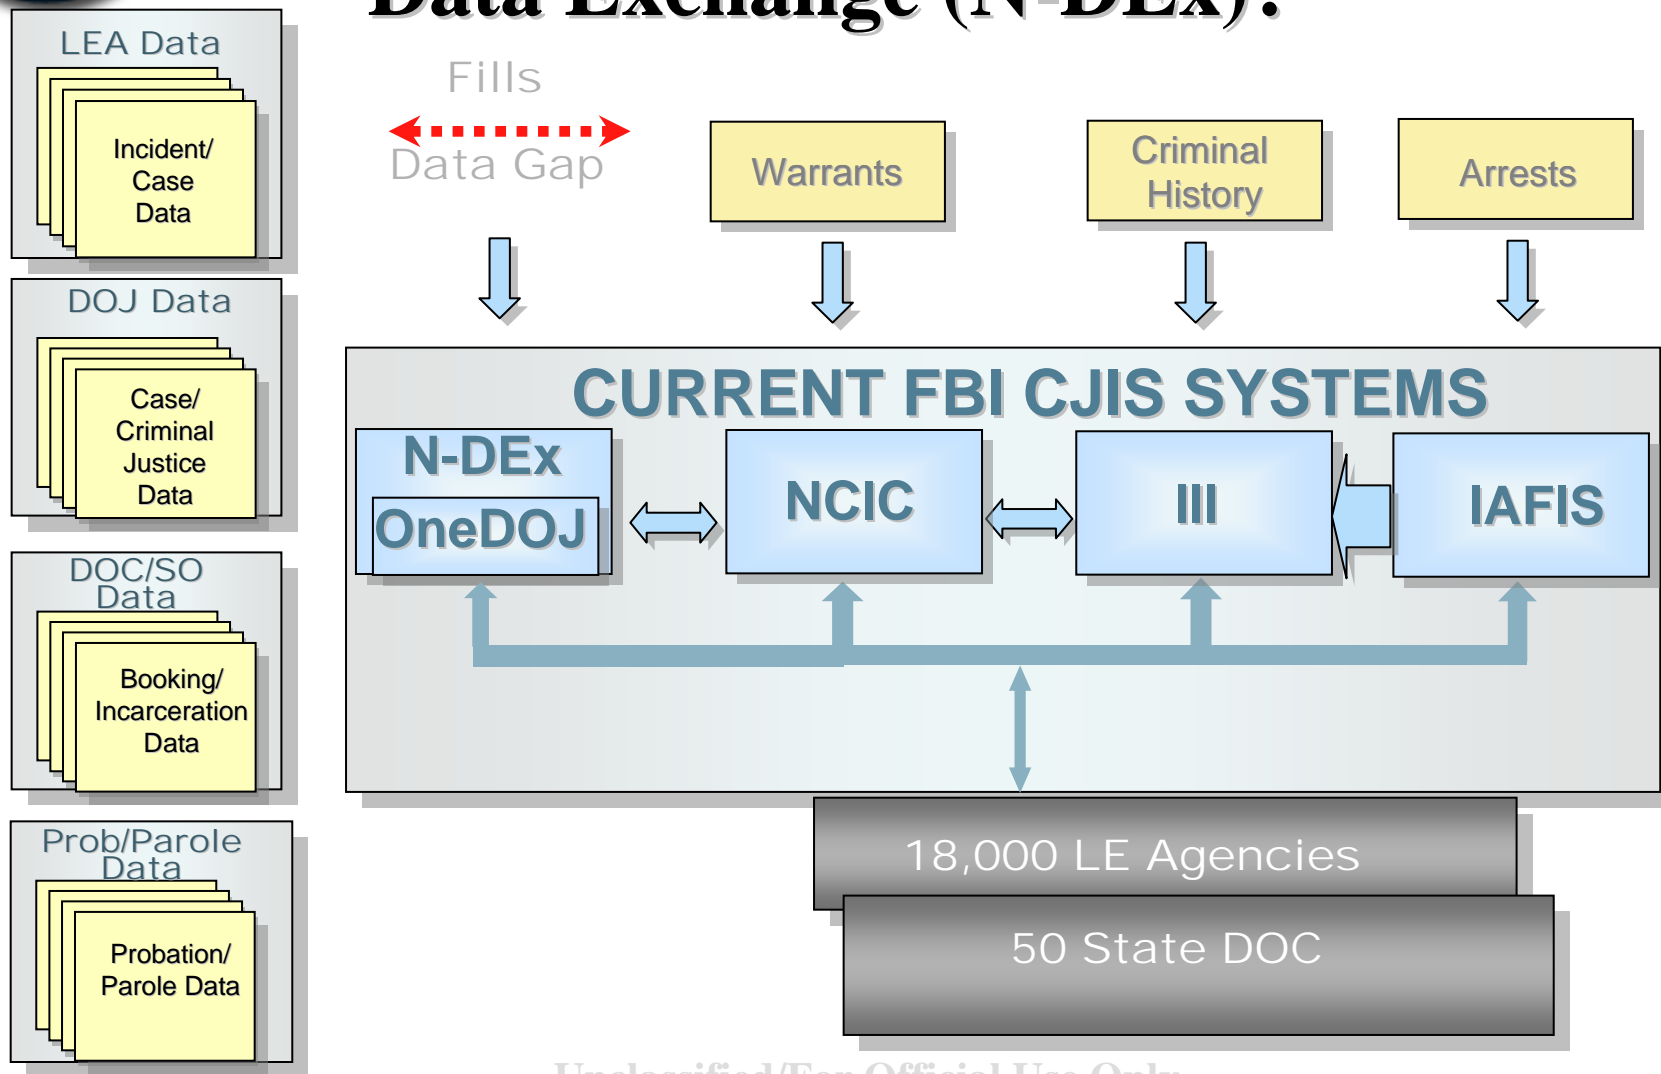 Data Exchange (N-DEx)?
LEA Data
Incident/
Case
Data
DOJ Data
Case/
Criminal
Justice
Data
DOC/SO
Data
Booking/
Incarceration
Data
Prob/Parole
Data
Probation/
Parole Data
Fills
Data Gap
Warrants
Criminal
History
Arrests
CURRENT FBI CJIS SYSTEMS
N-DEx
OneDOJ
NCIC
III
IAFIS
18,000 LE Agencies
50 State DOC
Unclassified/For Official Use Only